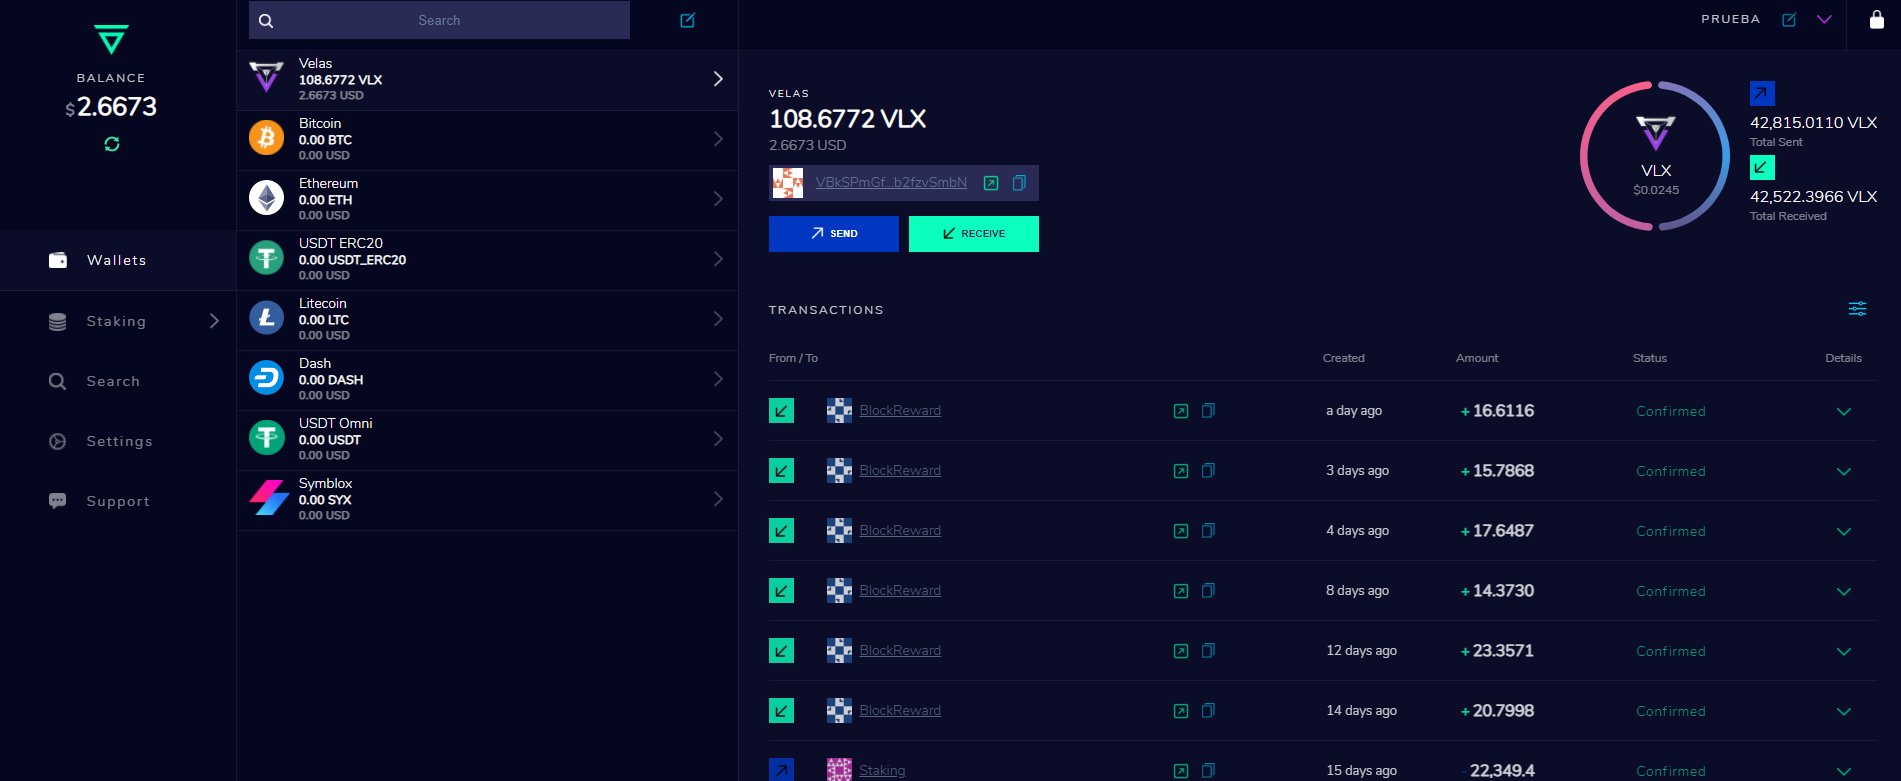 BALANCE
$2.6673
Wallets
Staking
Search
Settings
Support
Search
Velas
108.6772 VLX
2.6673 USD
Bitcoin
0.00 BTC
0.00 USD
Ethereum
0.00 ETH
0.00 USD
USDT ERC20
0.00 USDT_ERC20
0.00 USD
Litecoin
0.00 LTC
0.00 USD
Dash
0.00 DASH
0.00 USD
USDT Omni
0.00 USDT
0.00 USD
Symblox
0.00 SYX
0.00 USD
PRUEBA
VELAS
108.6772 VLX
2.6673 USD
VBkSPmGf...b2fzvSmbN
SEND RECEIVE
VLX
$0.0245
42,815.0110 VLX
Total Sent
42,522.3966 VLX
Total Received
TRANSACTIONS
From / To Created Amount Status Details
BlockReward a day ago + 16.6116 Confirmed
BlockReward 3 days ago + 15.7868 Confirmed
BlockReward 4 days ago + 17.6487 Confirmed
BlockReward 8 days ago + 14.3730 Confirmed
BlockReward 12 days ago + 23.3571 Confirmed
BlockReward 14 days ago + 20.7998 Confirmed
Staking 15 days ago - 22,349.4 Confirmed